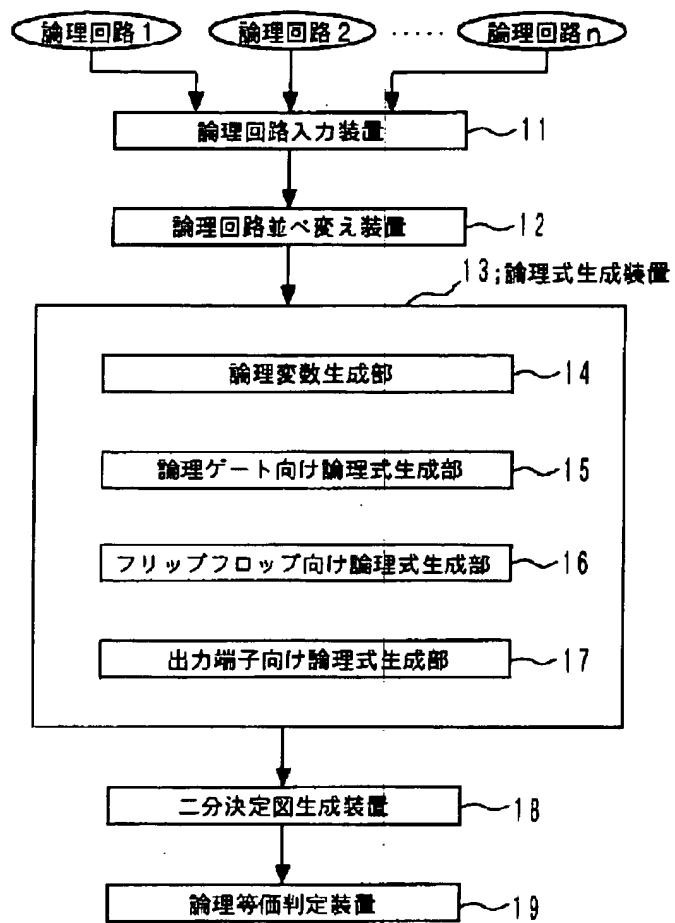 論理回路1 論理回路2 ····· 論理回路n
論理回路入力装置 11
論理回路並べ変え装置 12
13;論理式生成装置
論理変数生成部 14
論理ゲート向け論理式生成部 15
フリップフロップ向け論理式生成部 16
出力端子向け論理式生成部 17
二分決定図生成装置 18
論理等価判定装置 19